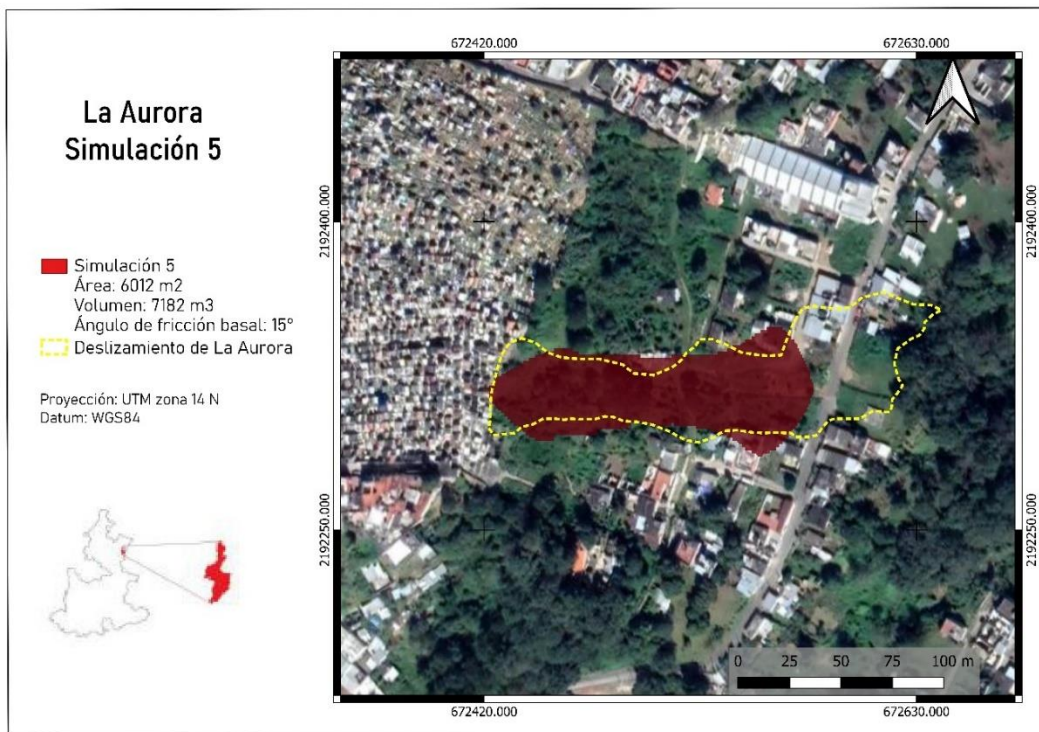 La Aurora
Simulación 5
Simulación 5
Área: 6012 m2
Volumen: 7182 m3
Ángulo de fricción basal: 15°
Deslizamiento de La Aurora
Proyección: UTM zona 14 N
Datum: WGS84
672420.000
672630.000
2192400.000
2192400.000
2192250.000
2192250.000
0 25 50 75 100 m
672420.000
672630.000